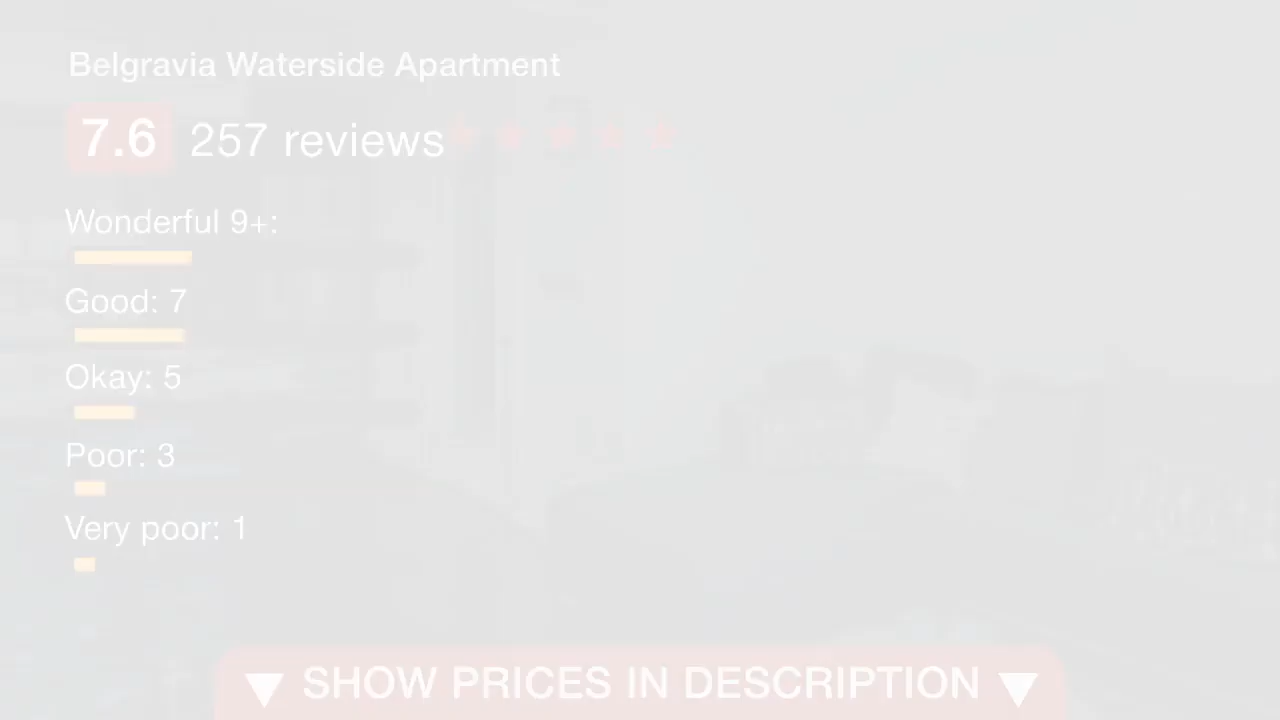 Belgravia Waterside Apartment
7.6 257 reviews
Wonderful 9+:
Good: 7
Okay: 5
Poor: 3
Very poor: 1
SHOW PRICES IN DESCRIPTION